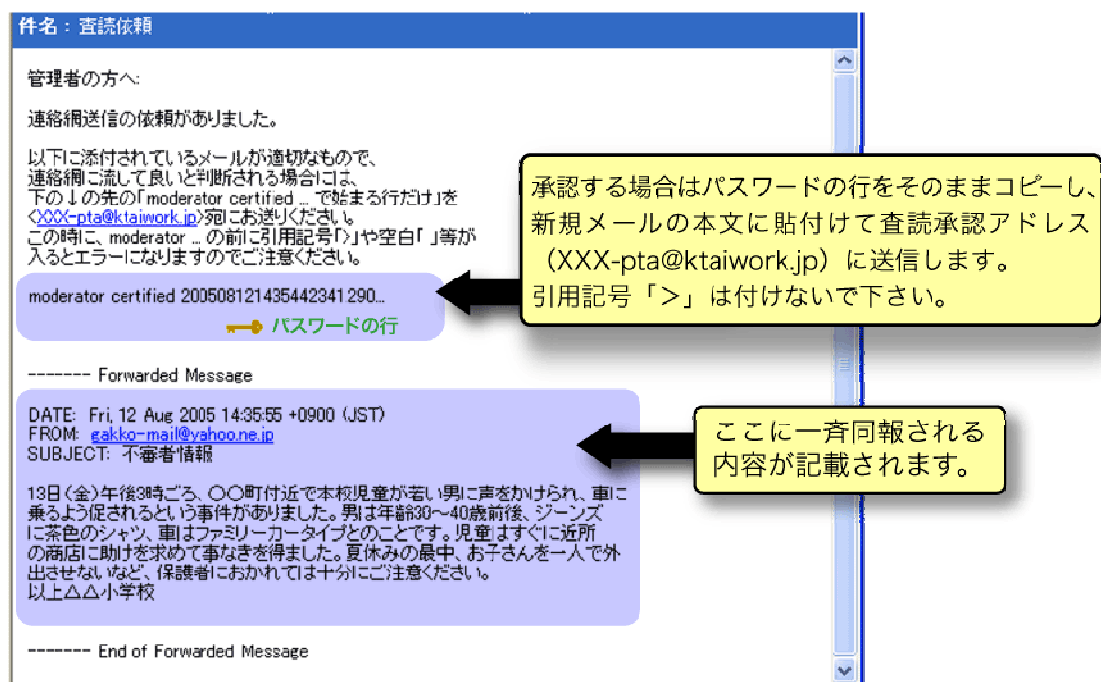 件名：査読依頼
管理者の方へ:
連絡網送信の依頼がありました。
以下に添付されているメールが適切なもので、
連絡網に流して良いと判断される場合には、
下の↓の先の「moderator certified ... で始まる行だけ」を
<XXX-pta@ktaiwork.jp>宛にお送りください。
この時に、moderator ... の前に引用記号「>」や空白「 」等が
入るとエラーになりますのでご注意ください。
moderator certified 200508121435442341290...
パスワードの行
承認する場合はパスワードの行をそのままコピーし、
新規メールの本文に貼付けて査読承認アドレス
（XXX-pta@ktaiwork.jp）に送信します。
引用記号「＞」は付けないで下さい。
------- Forwarded Message
DATE: Fri, 12 Aug 2005 14:35:55 +0900 (JST)
FROM: gakko-mail@yahoo.ne.jp
SUBJECT: 不審者情報
ここに一斉同報される
内容が記載されます。
13日(金)午後3時ごろ、〇〇町付近で本校児童が若い男に声をかけられ、車に
乗るよう促されるという事件がありました。男は年齢30～40歳前後、ジーンズ
に茶色のシャツ、車はファミリーカータイプとのことです。児童はすぐに近所
の商店に助けを求めて事なきを得ました。夏休みの最中、お子さんを一人で外
出させないなど、保護者におかれては十分にご注意ください。
以上△△小学校
------- End of Forwarded Message